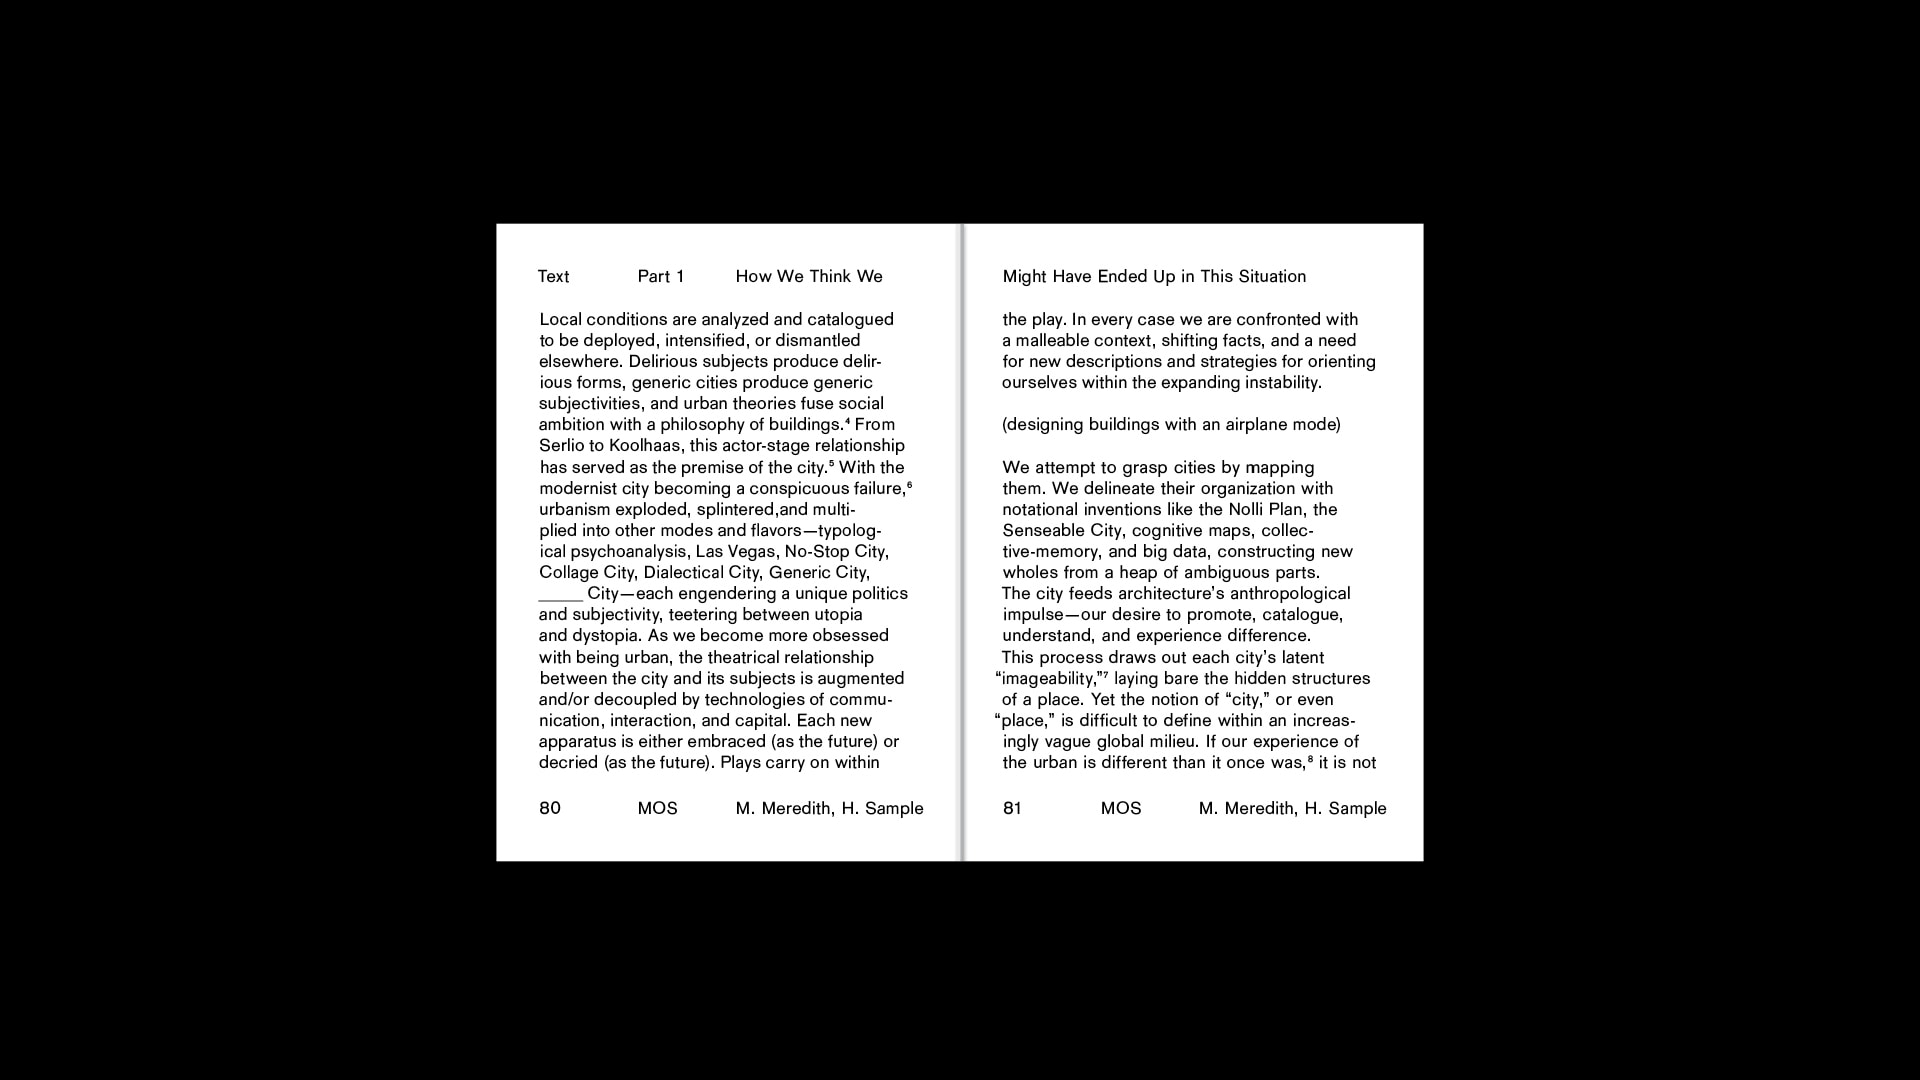 Text Part 1 How We Think We
Local conditions are analyzed and catalogued
to be deployed, intensified, or dismantled
elsewhere. Delirious subjects produce delir-
ious forms, generic cities produce generic
subjectivities, and urban theories fuse social
ambition with a philosophy of buildings.⁴ From
Serlio to Koolhaas, this actor-stage relationship
has served as the premise of the city.⁵ With the
modernist city becoming a conspicuous failure,⁶
urbanism exploded, splintered,and multi-
plied into other modes and flavors—typolog-
ical psychoanalysis, Las Vegas, No-Stop City,
Collage City, Dialectical City, Generic City,
_____ City—each engendering a unique politics
and subjectivity, teetering between utopia
and dystopia. As we become more obsessed
with being urban, the theatrical relationship
between the city and its subjects is augmented
and/or decoupled by technologies of commu-
nication, interaction, and capital. Each new
apparatus is either embraced (as the future) or
decried (as the future). Plays carry on within
80 MOS M. Meredith, H. Sample
Might Have Ended Up in This Situation
the play. In every case we are confronted with
a malleable context, shifting facts, and a need
for new descriptions and strategies for orienting
ourselves within the expanding instability.
(designing buildings with an airplane mode)
We attempt to grasp cities by mapping
them. We delineate their organization with
notational inventions like the Nolli Plan, the
Senseable City, cognitive maps, collec-
tive-memory, and big data, constructing new
wholes from a heap of ambiguous parts.
The city feeds architecture’s anthropological
impulse—our desire to promote, catalogue,
understand, and experience difference.
This process draws out each city’s latent
“imageability,”⁷ laying bare the hidden structures
of a place. Yet the notion of “city,” or even
“place,” is difficult to define within an increas-
ingly vague global milieu. If our experience of
the urban is different than it once was,⁸ it is not
81 MOS M. Meredith, H. Sample